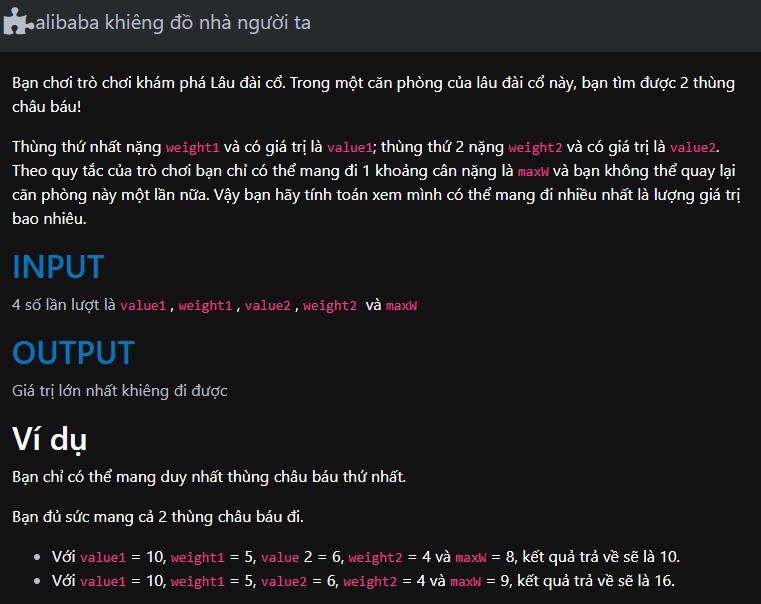 alibaba khiêng đồ nhà người ta
Bạn chơi trò chơi khám phá Lâu đài cổ. Trong một căn phòng của lâu đài cổ này, bạn tìm được 2 thùng
châu báu!
Thùng thứ nhất nặng weight1 và có giá trị là value1; thùng thứ 2 nặng weight2 và có giá trị là value2.
Theo quy tắc của trò chơi bạn chỉ có thể mang đi 1 khoảng cân nặng là maxW và bạn không thể quay lại
căn phòng này một lần nữa. Vậy bạn hãy tính toán xem mình có thể mang đi nhiều nhất là lượng giá trị
bao nhiêu.
INPUT
4 số lần lượt là value1 , weight1 , value2 , weight2 và maxW
OUTPUT
Giá trị lớn nhất khiêng đi được
Ví dụ
Bạn chỉ có thể mang duy nhất thùng châu báu thứ nhất.
Bạn đủ sức mang cả 2 thùng châu báu đi.
Với value1 = 10, weight1 = 5, value 2 = 6, weight2 = 4 và maxW = 8, kết quả trả về sẽ là 10.
Với value1 = 10, weight1 = 5, value2 = 6, weight2 = 4 và maxW = 9, kết quả trả về sẽ là 16.